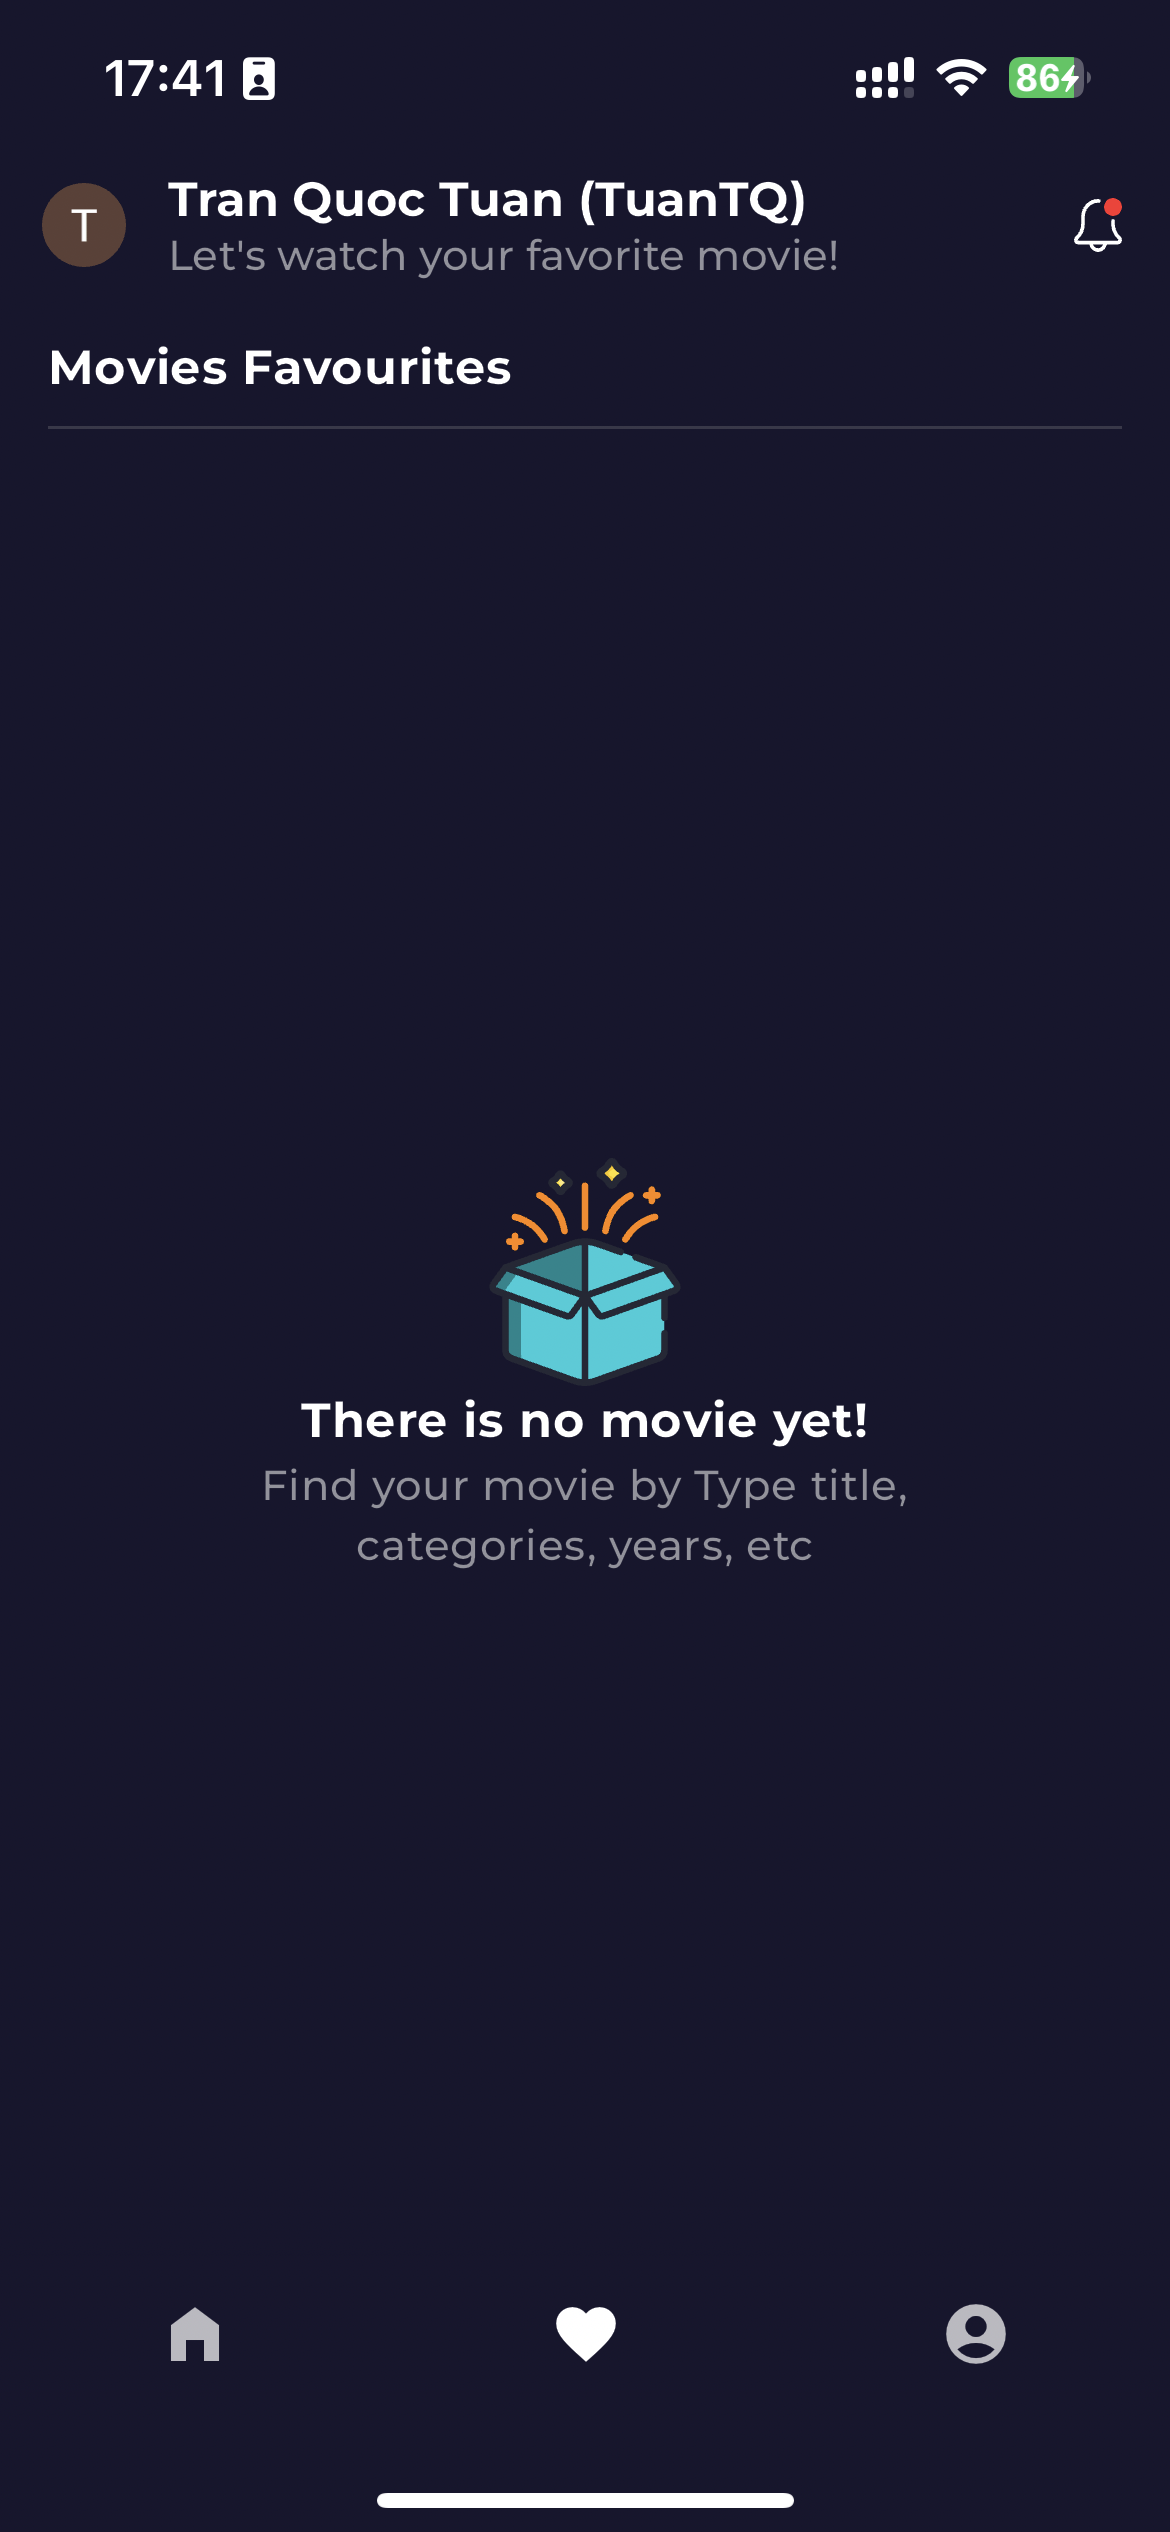 17:41
86
T
Tran Quoc Tuan (TuanTQ)
Let's watch your favorite movie!
Movies Favourites
There is no movie yet!
Find your movie by Type title,
categories, years, etc